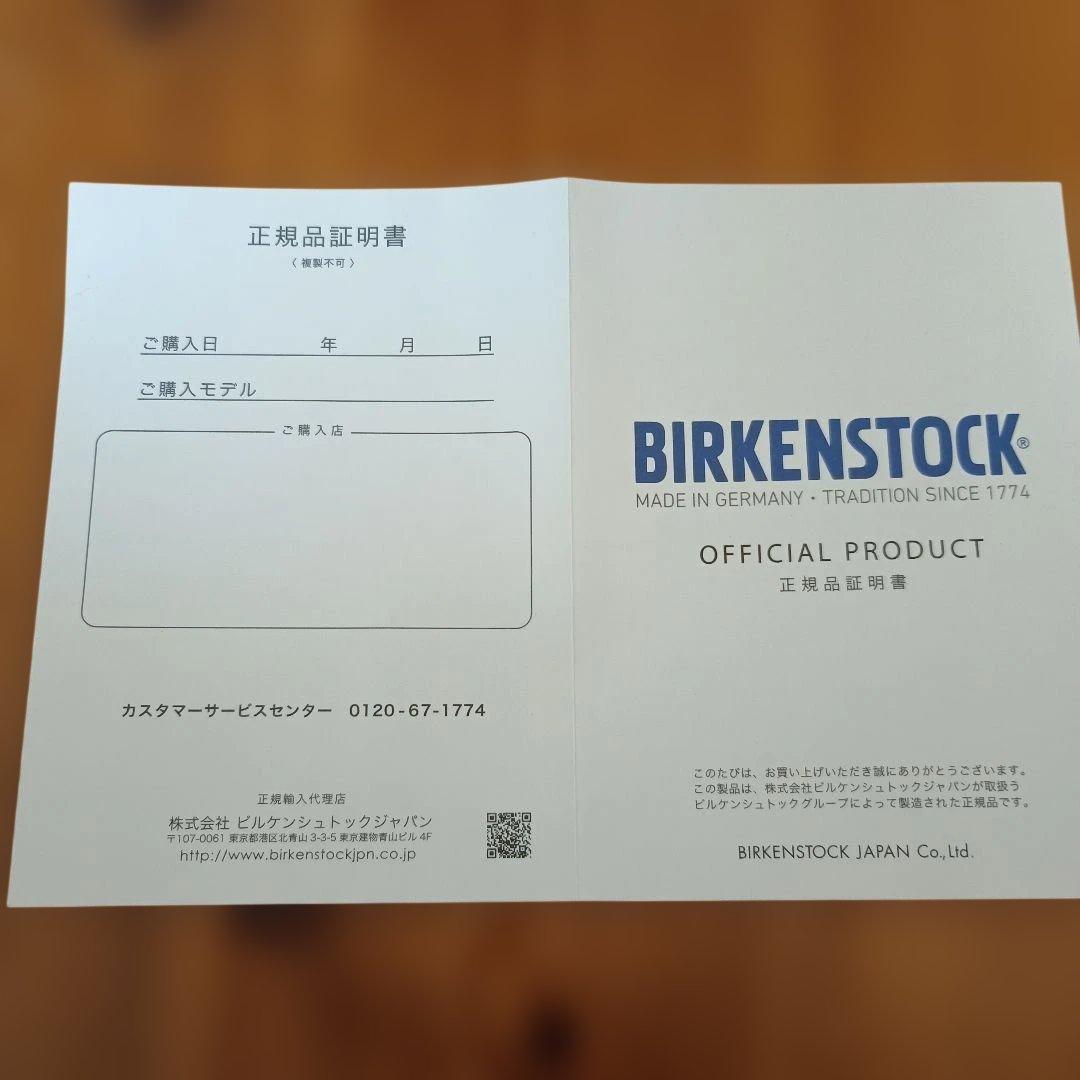 正規品証明書
〈 複製不可 〉
ご購入日 年 月 日
ご購入モデル
ご購入店
カスタマーサービスセンター 0120-67-1774
正規輸入代理店
株式会社 ビルケンシュトックジャパン
〒107-0061 東京都港区北青山 3-3-5 東京建物青山ビル 4F
http://www.birkenstockjpn.co.jp
BIRKENSTOCK®
MADE IN GERMANY · TRADITION SINCE 1774
OFFICIAL PRODUCT
正規品証明書
このたびは、お買い上げいただき誠にありがとうございます。
この製品は、株式会社ビルケンシュトックジャパンが取扱う
ビルケンシュトックグループによって製造された正規品です。
BIRKENSTOCK JAPAN Co.,Ltd.